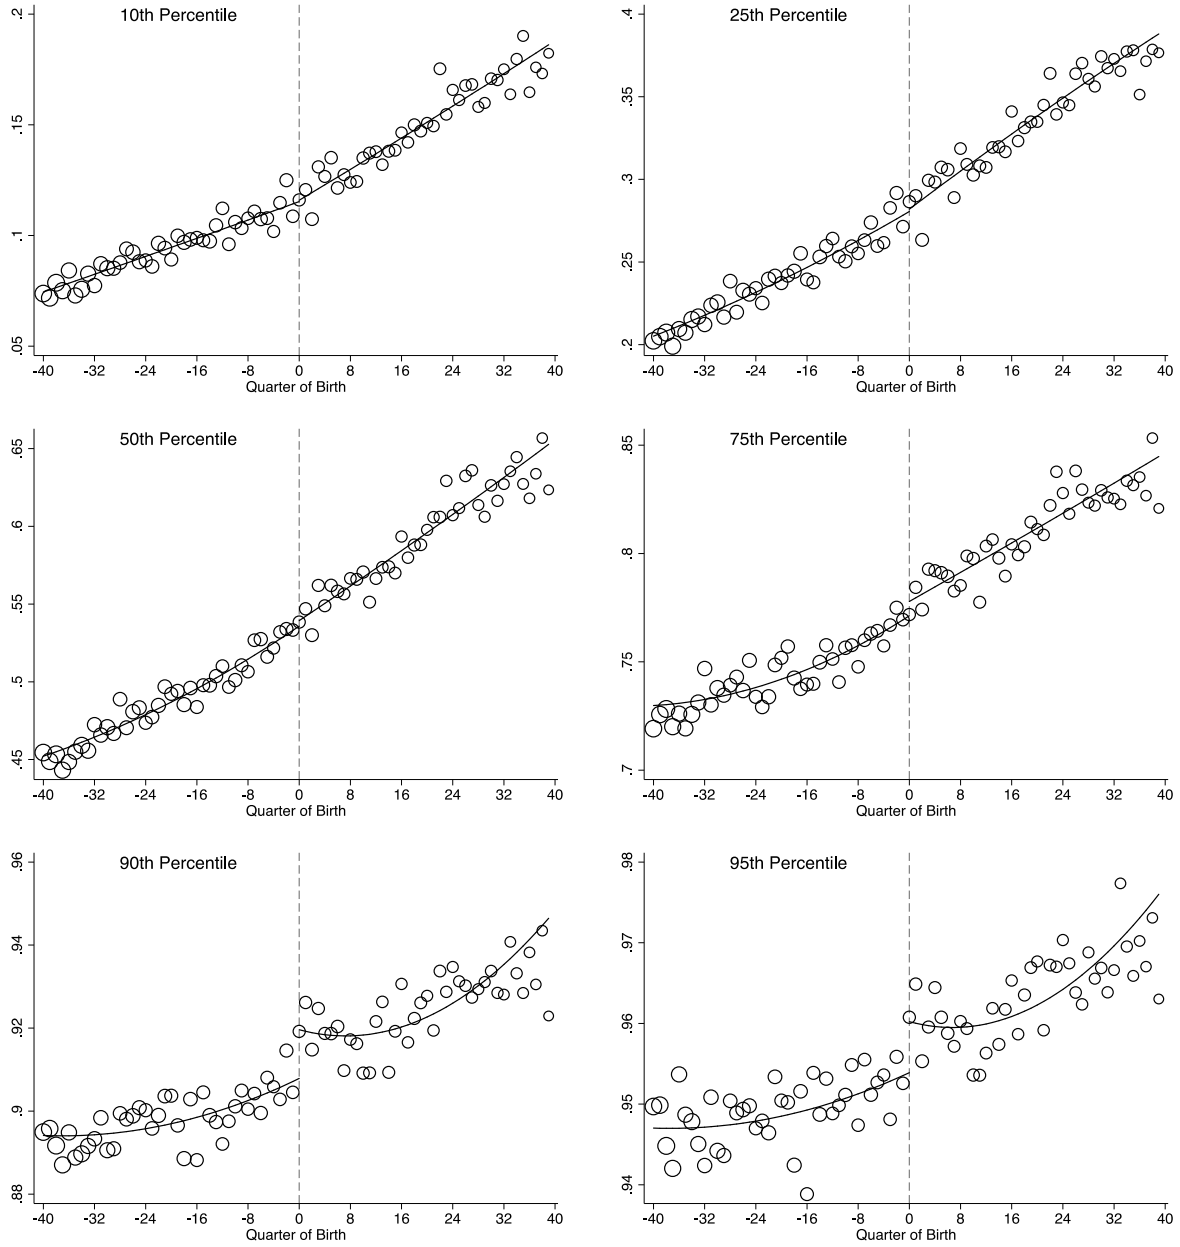 10th Percentile
.2
.15
.1
.05
-40 -32 -24 -16 -8 0 8 16 24 32 40
Quarter of Birth
25th Percentile
.4
.35
.3
.25
.2
-40 -32 -24 -16 -8 0 8 16 24 32 40
Quarter of Birth
50th Percentile
.65
.6
.55
.5
.45
-40 -32 -24 -16 -8 0 8 16 24 32 40
Quarter of Birth
75th Percentile
.85
.8
.75
.7
-40 -32 -24 -16 -8 0 8 16 24 32 40
Quarter of Birth
90th Percentile
.96
.94
.92
.9
.88
-40 -32 -24 -16 -8 0 8 16 24 32 40
Quarter of Birth
95th Percentile
.98
.97
.96
.95
.94
-40 -32 -24 -16 -8 0 8 16 24 32 40
Quarter of Birth